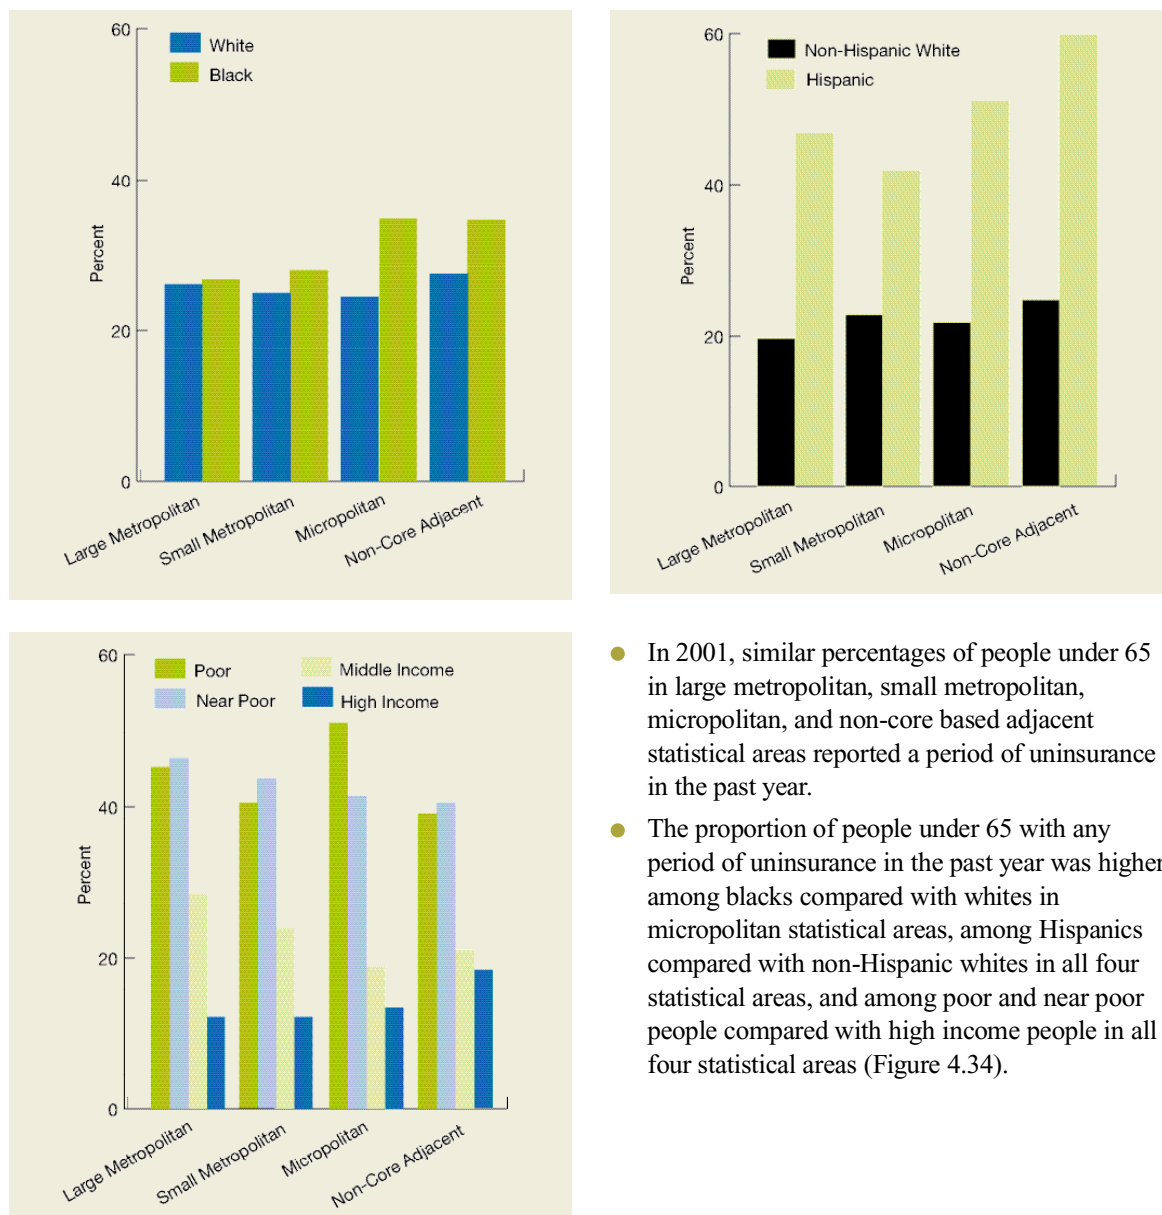 60
40
20
0
Percent
White
Black
Large Metropolitan
Small Metropolitan
Micropolitan
Non-Core Adjacent
60
40
20
0
Percent
Non-Hispanic White
Hispanic
Large Metropolitan
Small Metropolitan
Micropolitan
Non-Core Adjacent
60
40
20
0
Percent
Poor
Middle Income
Near Poor
High Income
Large Metropolitan
Small Metropolitan
Micropolitan
Non-Core Adjacent
● In 2001, similar percentages of people under 65
in large metropolitan, small metropolitan,
micropolitan, and non-core based adjacent
statistical areas reported a period of uninsurance
in the past year.
● The proportion of people under 65 with any
period of uninsurance in the past year was higher
among blacks compared with whites in
micropolitan statistical areas, among Hispanics
compared with non-Hispanic whites in all four
statistical areas, and among poor and near poor
people compared with high income people in all
four statistical areas (Figure 4.34).